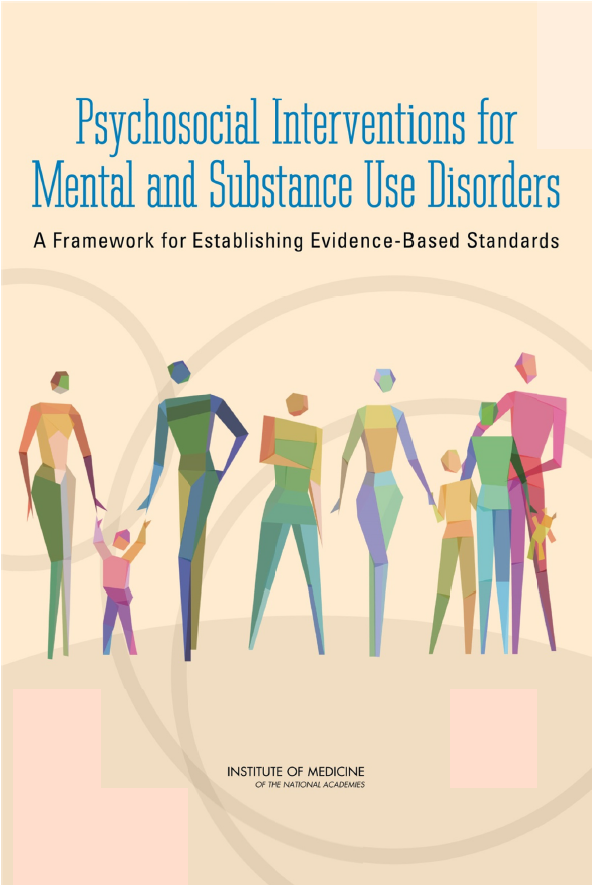 Psychosocial Interventions for
Mental and Substance Use Disorders
A Framework for Establishing Evidence-Based Standards
INSTITUTE OF MEDICINE
OF THE NATIONAL ACADEMIES